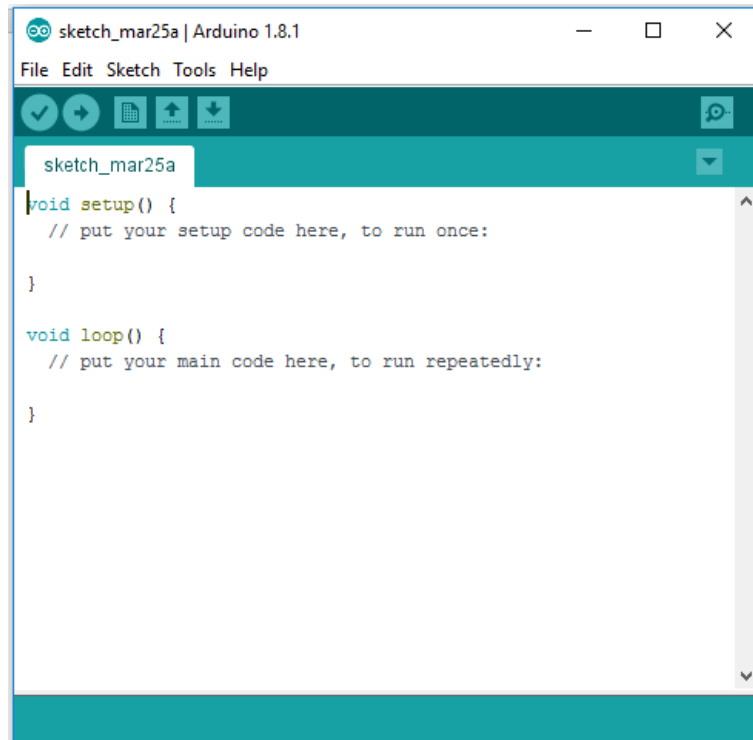 sketch_mar25a | Arduino 1.8.1
File Edit Sketch Tools Help
sketch_mar25a
void setup() {
  // put your setup code here, to run once:
}
void loop() {
  // put your main code here, to run repeatedly:
}